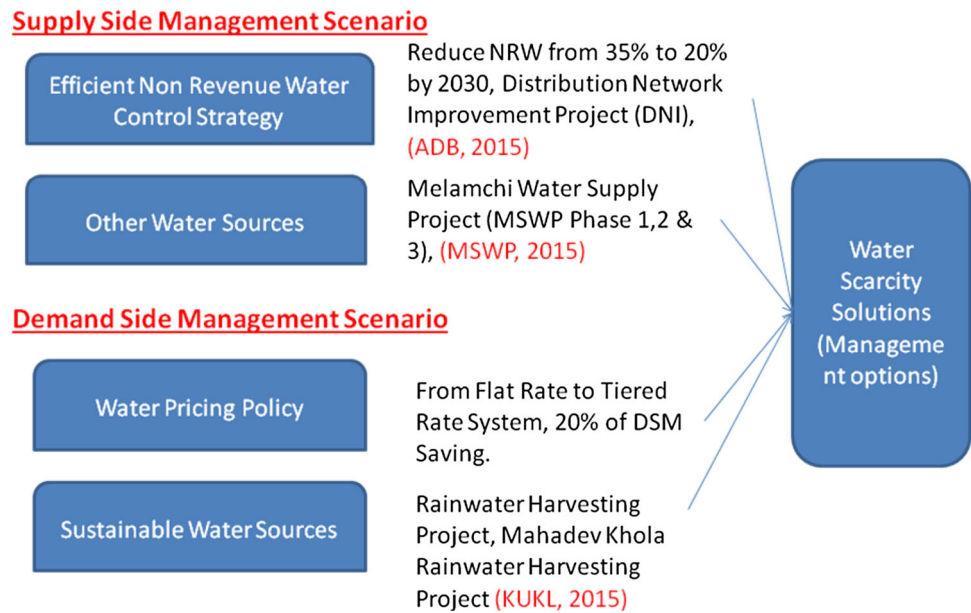 Supply Side Management Scenario
Efficient Non Revenue Water
Control Strategy
Reduce NRW from 35% to 20%
by 2030, Distribution Network
Improvement Project (DNI),
(ADB, 2015)
Other Water Sources
Melamchi Water Supply
Project (MSWP Phase 1,2 &
3), (MSWP, 2015)
Demand Side Management Scenario
Water Pricing Policy
From Flat Rate to Tiered
Rate System, 20% of DSM
Saving.
Sustainable Water Sources
Rainwater Harvesting
Project, Mahadev Khola
Rainwater Harvesting
Project (KUKL, 2015)
Water
Scarcity
Solutions
(Manageme
nt options)